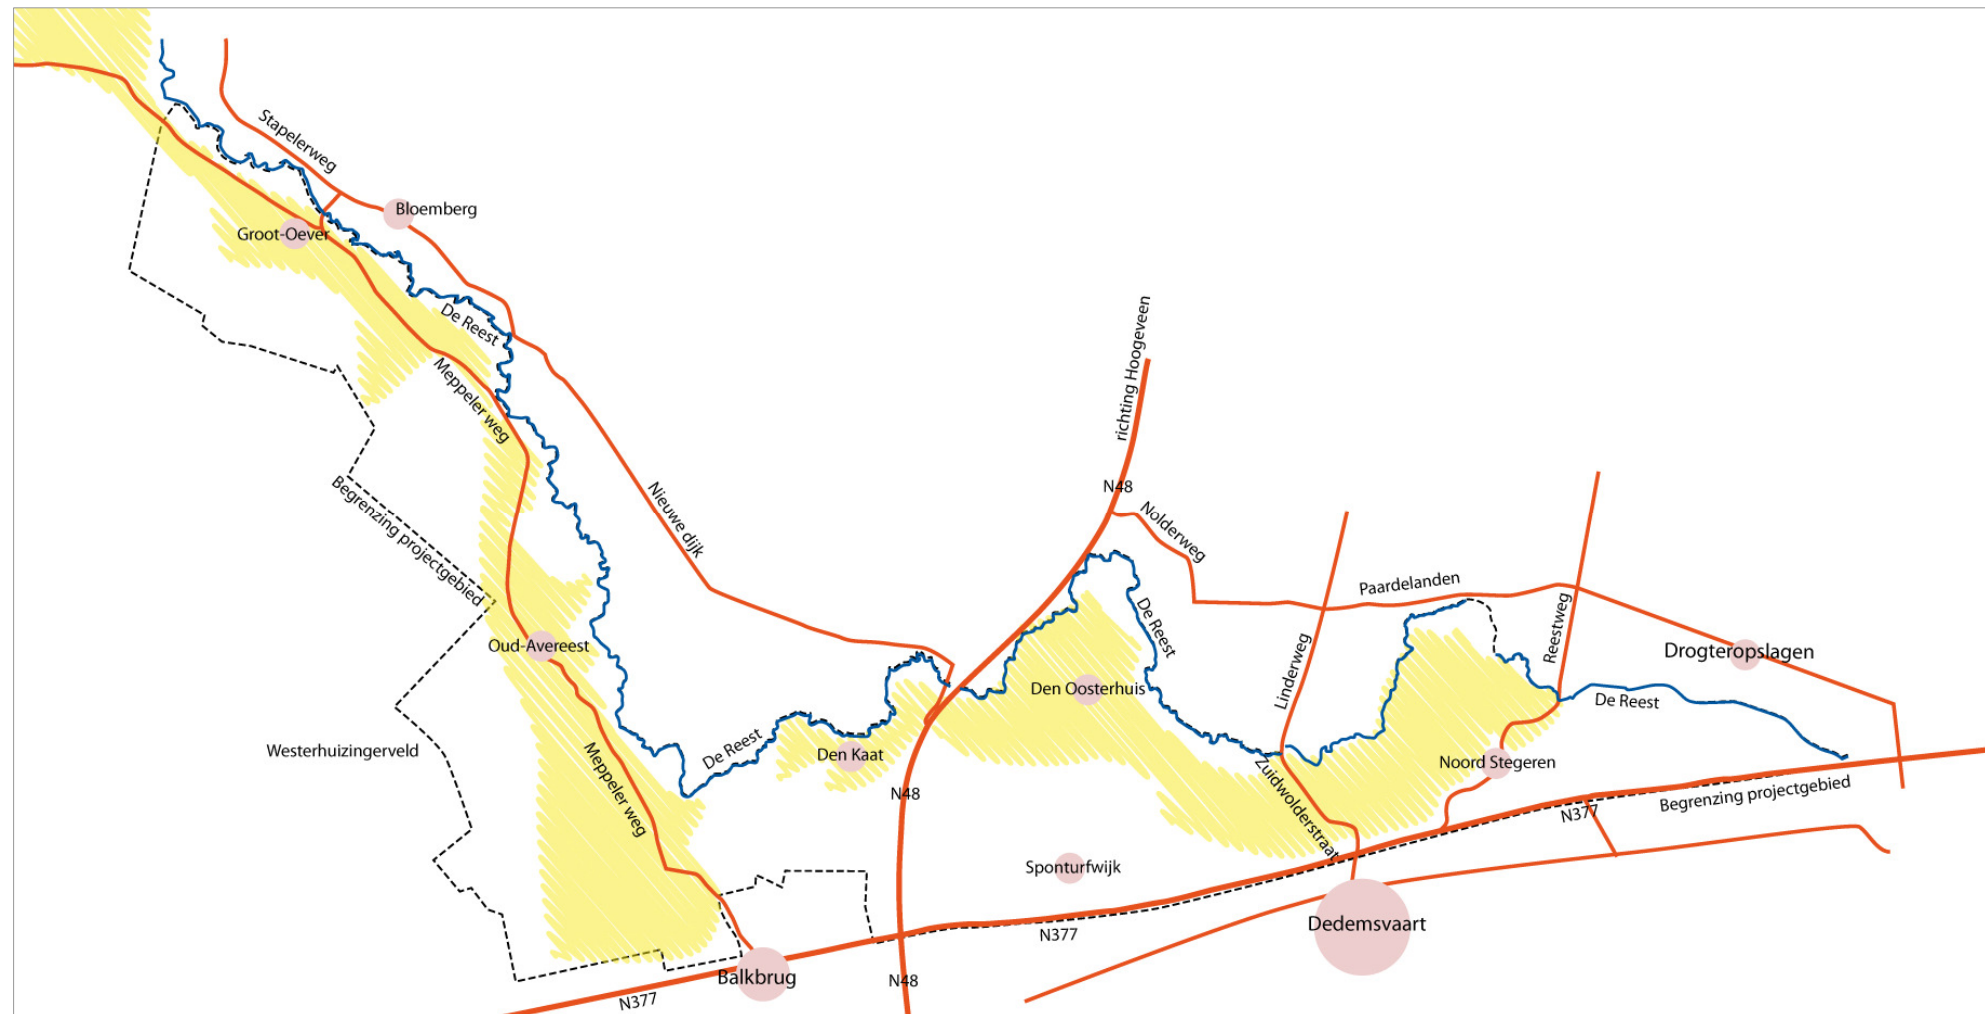 Stapelerweg
Bloemberg
Groot-Oever
De Reest
richting Hoogeveen
Meppeler weg
Begrenzing projectgebied
Nieuwe dijk
N48
Nolderweg
Paardelanden
De Reest
Reestweg
Linderweg
Oud-Avereest
Drogteropslagen
Den Oosterhuis
De Reest
Westerhuizingerveld
De Reest
Den Kaat
Meppeler weg
Zuidwolderstraat
Noord Stegeren
N48
Begrenzing projectgebied
N377
Sponturfwijk
Dedemsvaart
N377
Balkbrug
N48
N377